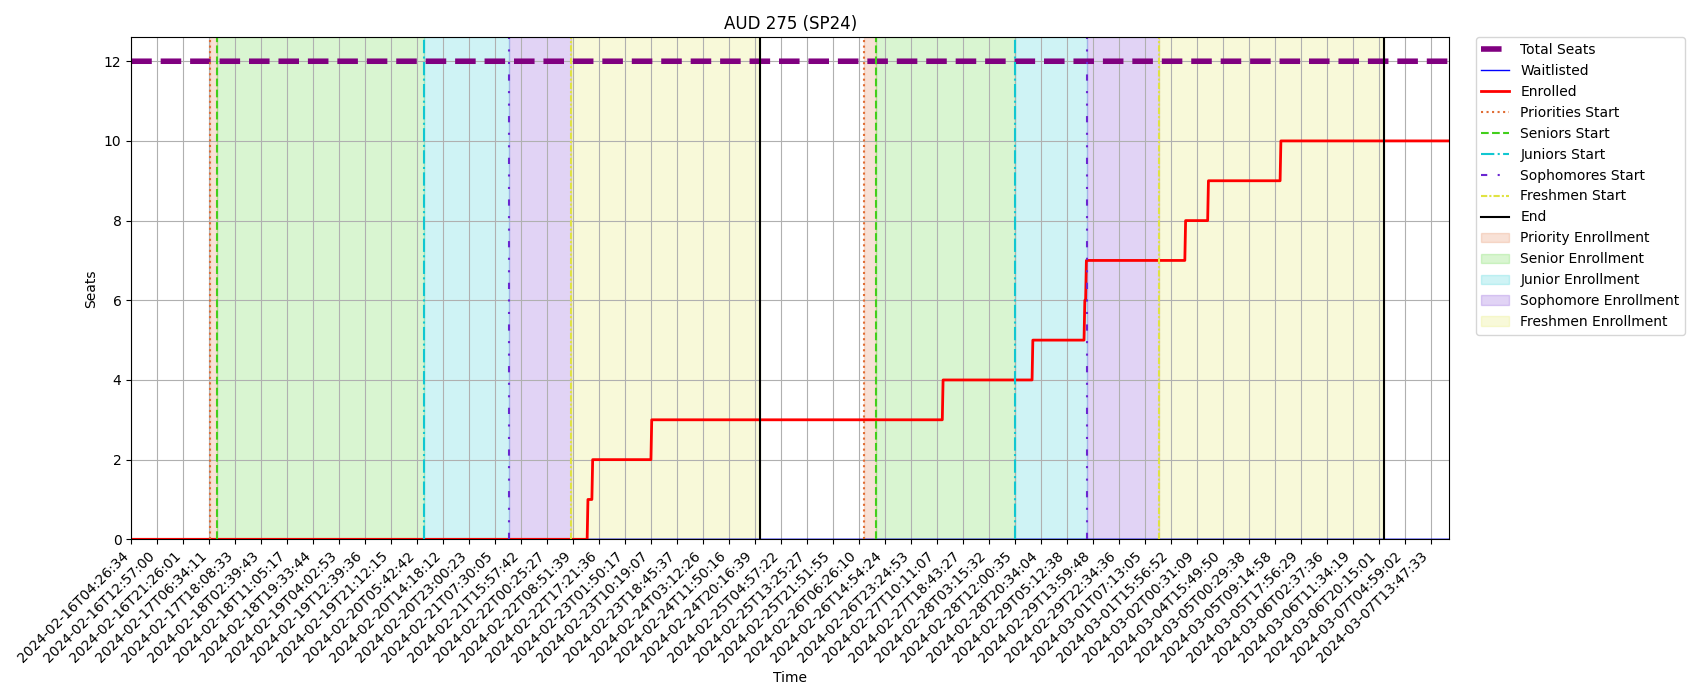 AUD 275 (SP24)
Seats
12
10
8
6
4
2
0
2024-02-16T04:26:34
2024-02-16T12:57:00
2024-02-16T21:26:01
2024-02-17T06:34:11
2024-02-17T18:08:33
2024-02-18T02:39:43
2024-02-18T11:05:17
2024-02-18T19:33:44
2024-02-19T04:02:53
2024-02-19T12:39:36
2024-02-19T21:12:15
2024-02-20T05:42:42
2024-02-20T14:18:12
2024-02-20T23:00:23
2024-02-21T07:30:05
2024-02-21T15:57:42
2024-02-22T00:25:27
2024-02-22T08:51:39
2024-02-22T17:21:36
2024-02-23T01:50:17
2024-02-23T10:19:07
2024-02-23T18:45:37
2024-02-24T03:12:26
2024-02-24T11:50:16
2024-02-24T20:16:39
2024-02-25T04:57:22
2024-02-25T13:25:27
2024-02-25T21:51:55
2024-02-26T06:26:10
2024-02-26T14:54:24
2024-02-26T23:24:53
2024-02-27T10:11:07
2024-02-27T18:43:27
2024-02-28T03:15:32
2024-02-28T12:00:35
2024-02-28T20:34:04
2024-02-29T05:12:38
2024-02-29T13:59:48
2024-02-29T22:34:36
2024-03-01T07:13:05
2024-03-01T15:56:52
2024-03-02T00:31:09
2024-03-04T15:49:50
2024-03-05T00:29:38
2024-03-05T09:14:58
2024-03-05T17:56:29
2024-03-06T02:37:36
2024-03-06T11:34:19
2024-03-06T20:15:01
2024-03-07T04:59:02
2024-03-07T13:47:33
Time
Total Seats
Waitlisted
Enrolled
Priorities Start
Seniors Start
Juniors Start
Sophomores Start
Freshmen Start
End
Priority Enrollment
Senior Enrollment
Junior Enrollment
Sophomore Enrollment
Freshmen Enrollment